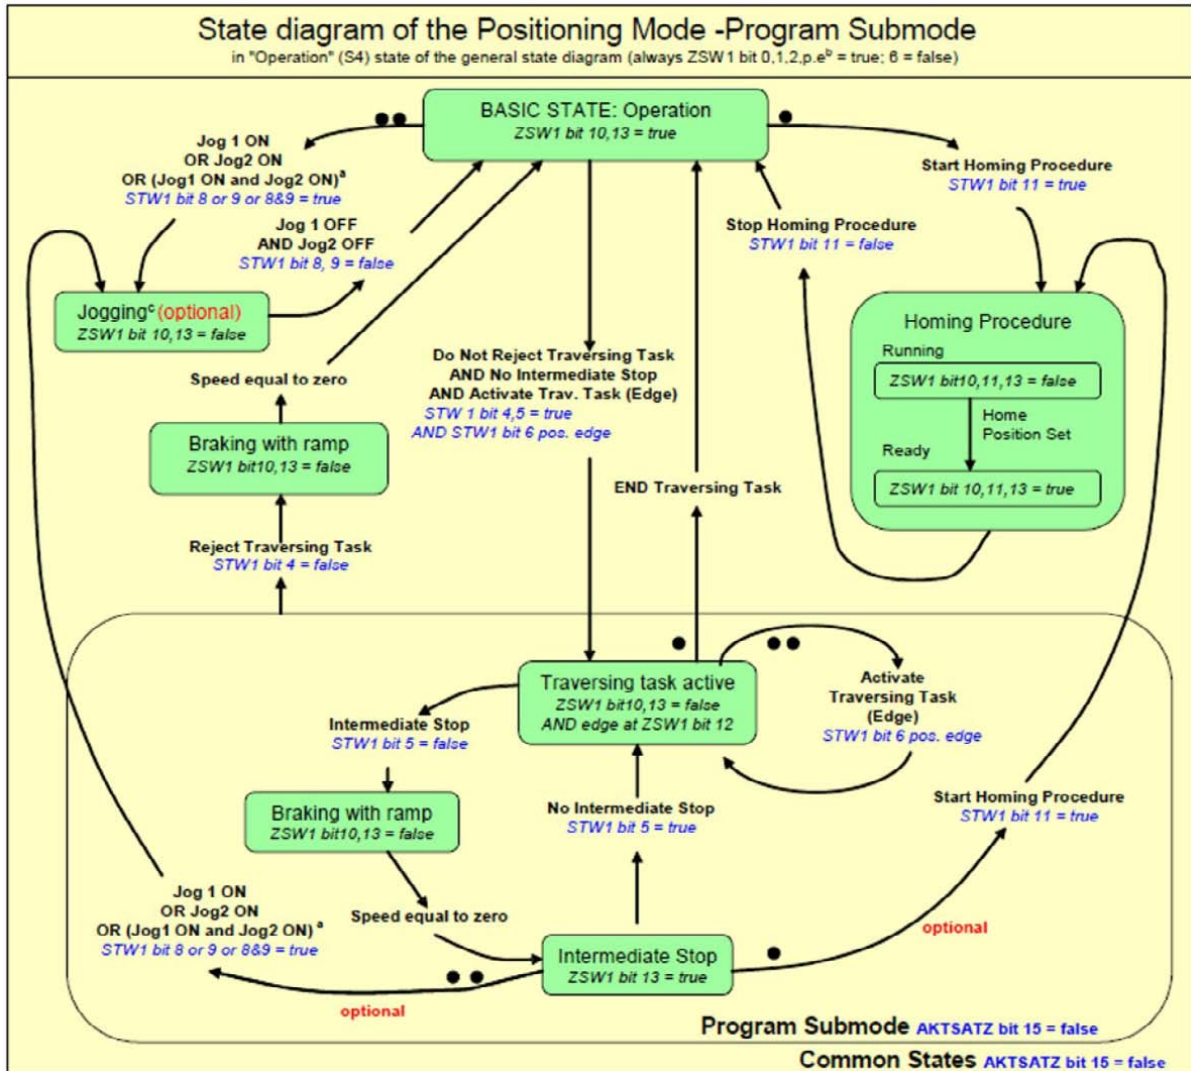 State diagram of the Positioning Mode -Program Submode
in "Operation" (S4) state of the general state diagram (always ZSW1 bit 0,1,2,p.eᵇ = true; 6 = false)
BASIC STATE: Operation
ZSW1 bit 10,13 = true
Jog 1 ON
OR Jog2 ON
OR (Jog1 ON and Jog2 ON)ᵃ
STW1 bit 8 or 9 or 8&9 = true
Start Homing Procedure
STW1 bit 11 = true
Jog 1 OFF
AND Jog2 OFF
STW1 bit 8, 9 = false
Stop Homing Procedure
STW1 bit 11 = false
Joggingᶜ (optional)
ZSW1 bit 10,13 = false
Homing Procedure
Running
ZSW1 bit10,11,13 = false
Home
Position Set
Ready
ZSW1 bit 10,11,13 = true
Do Not Reject Traversing Task
AND No Intermediate Stop
AND Activate Trav. Task (Edge)
STW 1 bit 4,5 = true
AND STW1 bit 6 pos. edge
Speed equal to zero
Braking with ramp
ZSW1 bit10,13 = false
END Traversing Task
Reject Traversing Task
STW1 bit 4 = false
Traversing task active
ZSW1 bit10,13 = false
AND edge at ZSW1 bit 12
Activate
Traversing Task
(Edge)
STW1 bit 6 pos. edge
Intermediate Stop
STW1 bit 5 = false
Braking with ramp
ZSW1 bit10,13 = false
No Intermediate Stop
STW1 bit 5 = true
Start Homing Procedure
STW1 bit 11 = true
Jog 1 ON
OR Jog2 ON
OR (Jog1 ON and Jog2 ON)ᵃ
STW1 bit 8 or 9 or 8&9 = true
Speed equal to zero
optional
Intermediate Stop
ZSW1 bit 13 = true
optional
Program Submode AKTSATZ bit 15 = false
Common States AKTSATZ bit 15 = false